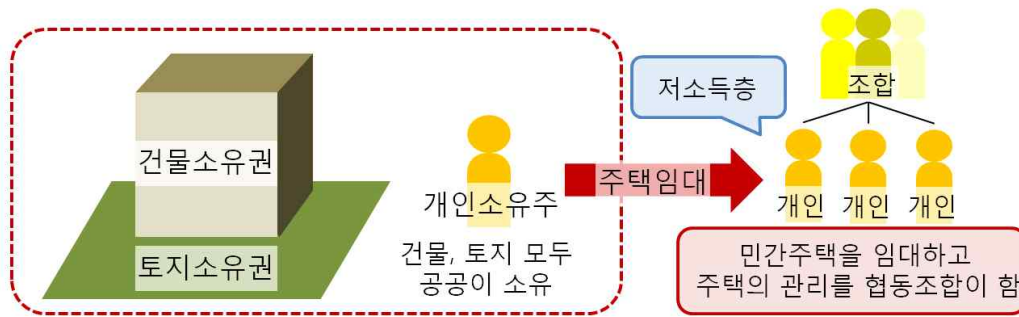 건물소유권
토지소유권
개인소유주
건물, 토지 모두
공공이 소유
주택임대
저소득층
조합
개인 개인 개인
민간주택을 임대하고
주택의 관리를 협동조합이 함